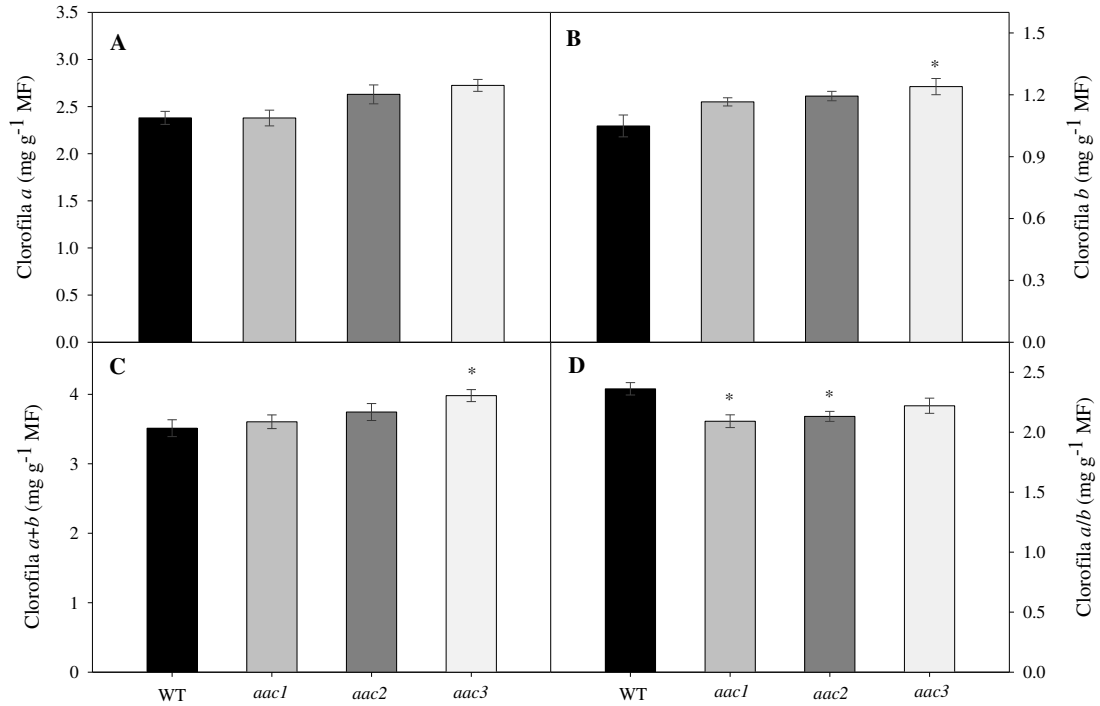 A
3.5
3.0
2.5
2.0
1.5
1.0
0.5
0.0
Clorofila a (mg g-1 MF)
B
*
1.5
1.2
0.9
0.6
0.3
0.0
Clorofila b (mg g-1 MF)
C
*
4
3
2
1
0
Clorofila a+b (mg g-1 MF)
WT aac1 aac2 aac3
D
* *
2.5
2.0
1.5
1.0
0.5
0.0
Clorofila a/b (mg g-1 MF)
WT aac1 aac2 aac3